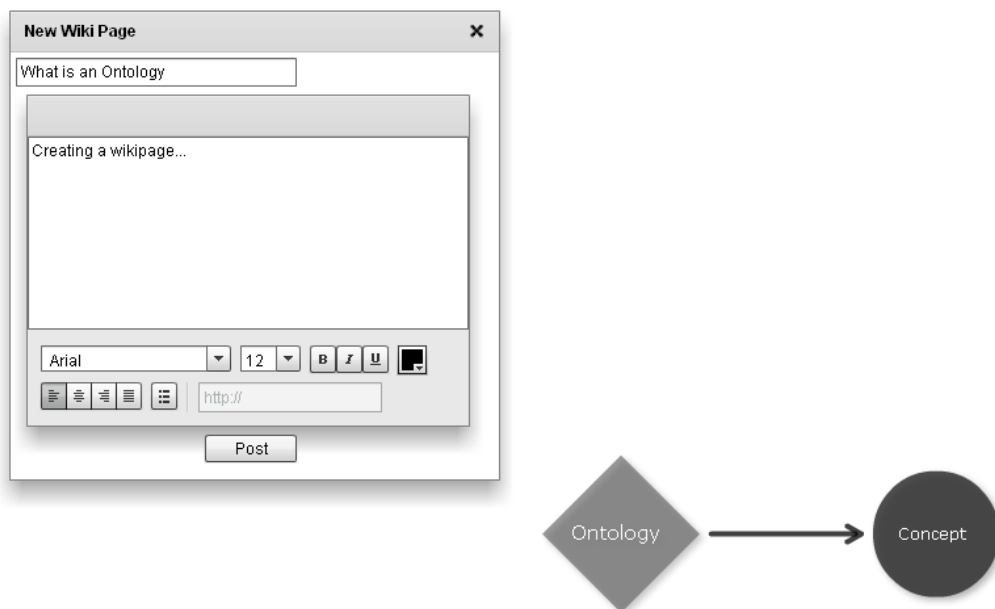 New Wiki Page
What is an Ontology
Creating a wikipage...
Arial 12 B I U
http://
Post
Ontology Concept